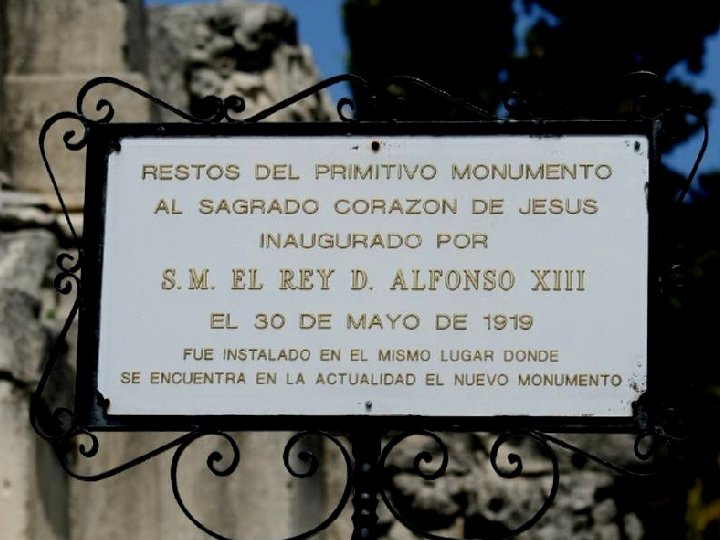 RESTOS DEL PRIMITIVO MONUMENTO
AL SAGRADO CORAZON DE JESUS
INAUGURADO POR
S. M. EL REY D. ALFONSO XIII
EL 30 DE MAYO DE 1919
FUE INSTALADO EN EL MISMO LUGAR DONDE
SE ENCUENTRA EN LA ACTUALIDAD EL NUEVO MONUMENTO